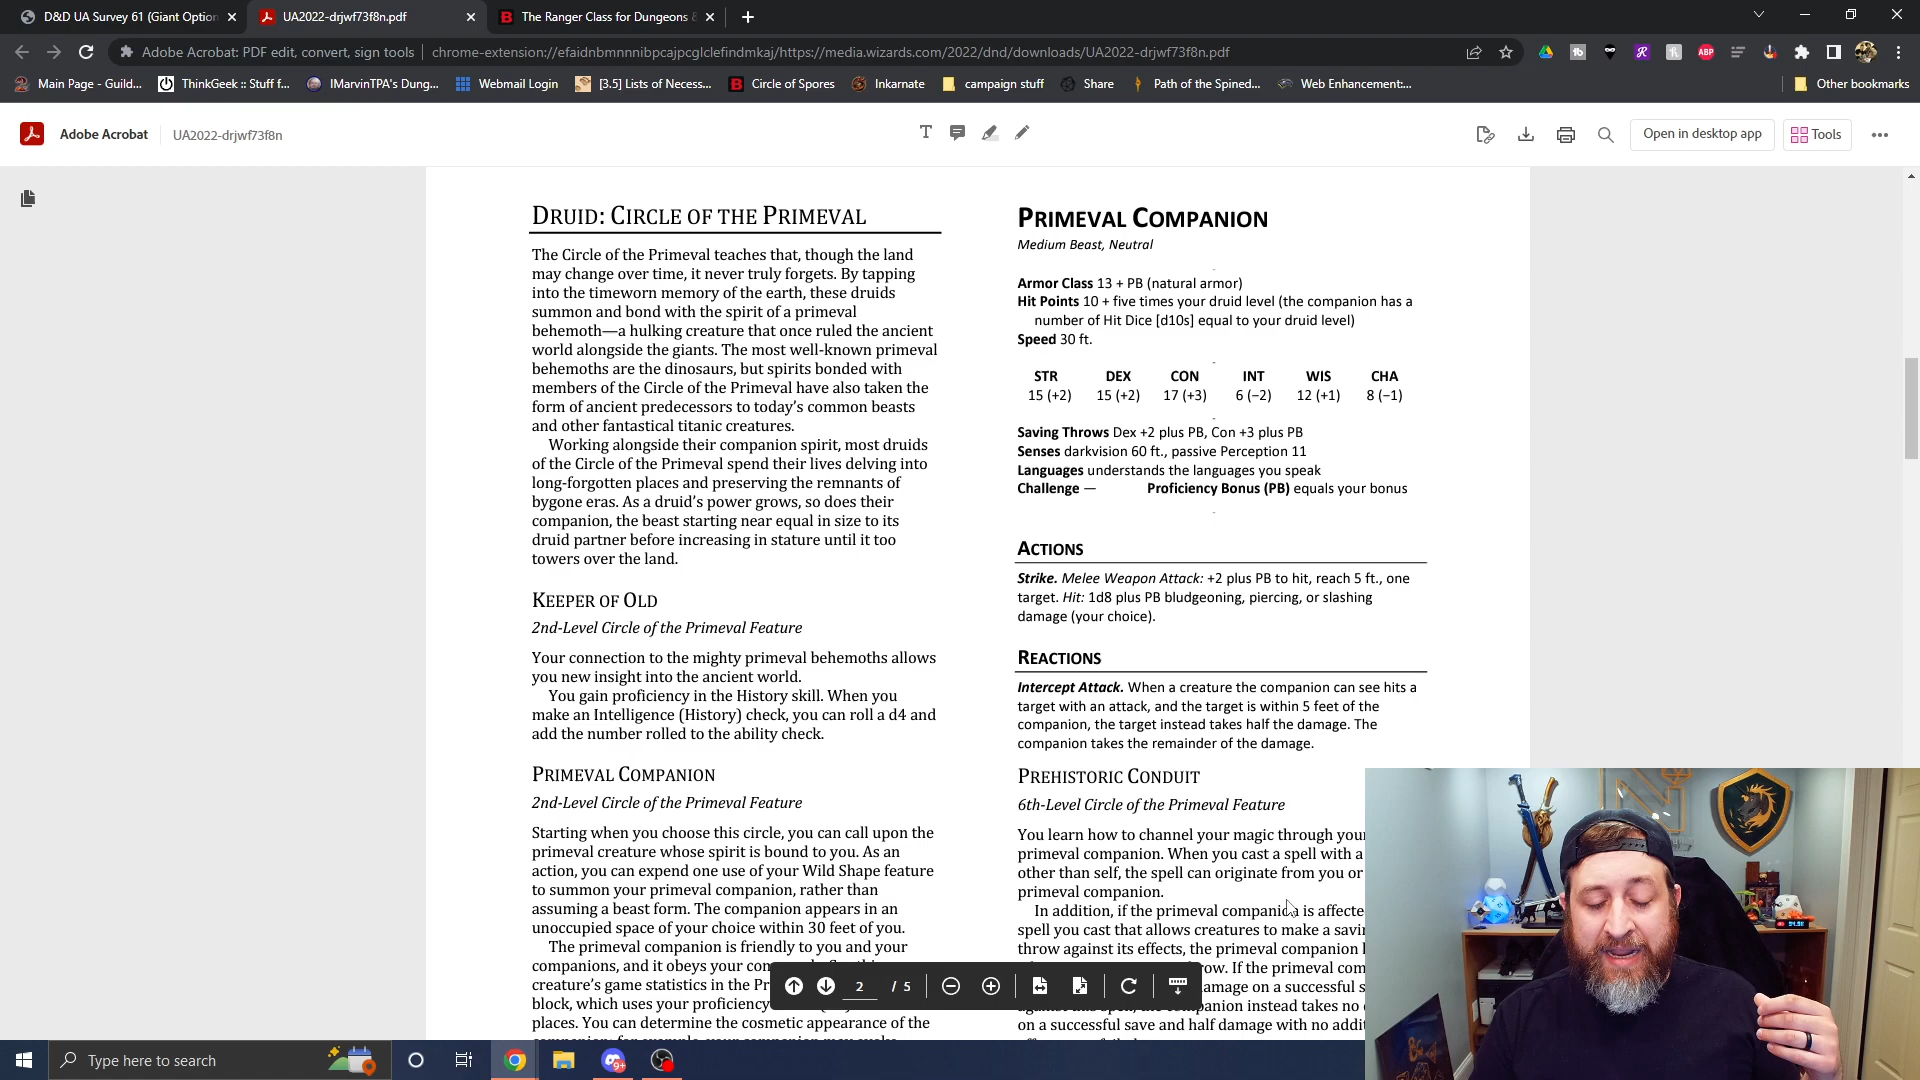 D&D UA Survey 61 (Giant Option
UA2022-drjwf73f8n.pdf
The Ranger Class for Dungeons &
Adobe Acrobat: PDF edit, convert, sign tools
chrome-extension://efaidnbmnnnibpcajpcglclefindmkaj/https://media.wizards.com/2022/dnd/downloads/UA2022-drjwf73f8n.pdf
ABP
Main Page - Guild...
ThinkGeek :: Stuff f...
IMarvinTPA's Dung...
Webmail Login
[3.5] Lists of Necess...
Circle of Spores
Inkarnate
campaign stuff
Share
Path of the Spined...
Web Enhancement:...
Other bookmarks
Adobe Acrobat
UA2022-drjwf73f8n
Open in desktop app
Tools
DRUID: CIRCLE OF THE PRIMEVAL
The Circle of the Primeval teaches that, though the land
may change over time, it never truly forgets. By tapping
into the timeworn memory of the earth, these druids
summon and bond with the spirit of a primeval
behemoth—a hulking creature that once ruled the ancient
world alongside the giants. The most well-known primeval
behemoths are the dinosaurs, but spirits bonded with
members of the Circle of the Primeval have also taken the
form of ancient predecessors to today's common beasts
and other fantastical titanic creatures.
Working alongside their companion spirit, most druids
of the Circle of the Primeval spend their lives delving into
long-forgotten places and preserving the remnants of
bygone eras. As a druid's power grows, so does their
companion, the beast starting near equal in size to its
druid partner before increasing in stature until it too
towers over the land.
KEEPER OF OLD
2nd-Level Circle of the Primeval Feature
Your connection to the mighty primeval behemoths allows
you new insight into the ancient world.
You gain proficiency in the History skill. When you
make an Intelligence (History) check, you can roll a d4 and
add the number rolled to the ability check.
PRIMEVAL COMPANION
2nd-Level Circle of the Primeval Feature
Starting when you choose this circle, you can call upon the
primeval creature whose spirit is bound to you. As an
action, you can expend one use of your Wild Shape feature
to summon your primeval companion, rather than
assuming a beast form. The companion appears in an
unoccupied space of your choice within 30 feet of you.
The primeval companion is friendly to you and your
companions, and it obeys your
creature's game statistics in the
block, which uses your proficiency
places. You can determine the cosmetic appearance of the
PRIMEVAL COMPANION
Medium Beast, Neutral
Armor Class 13 + PB (natural armor)
Hit Points 10 + five times your druid level (the companion has a
number of Hit Dice [d10s] equal to your druid level)
Speed 30 ft.
STR DEX CON INT WIS CHA
15 (+2) 15 (+2) 17 (+3) 6 (−2) 12 (+1) 8 (−1)
Saving Throws Dex +2 plus PB, Con +3 plus PB
Senses darkvision 60 ft., passive Perception 11
Languages understands the languages you speak
Challenge — Proficiency Bonus (PB) equals your bonus
ACTIONS
Strike. Melee Weapon Attack: +2 plus PB to hit, reach 5 ft., one
target. Hit: 1d8 plus PB bludgeoning, piercing, or slashing
damage (your choice).
REACTIONS
Intercept Attack. When a creature the companion can see hits a
target with an attack, and the target is within 5 feet of the
companion, the target instead takes half the damage. The
companion takes the remainder of the damage.
PREHISTORIC CONDUIT
6th-Level Circle of the Primeval Feature
You learn how to channel your magic through your
primeval companion. When you cast a spell with a
other than self, the spell can originate from you or
primeval companion.
In addition, if the primeval companion is affecte
spell you cast that allows creatures to make a savin
throw against its effects, the primeval companion
row. If the primeval com
amage on a successful s
panion instead takes no
on a successful save and half damage with no addit
2 / 5
Type here to search
9+